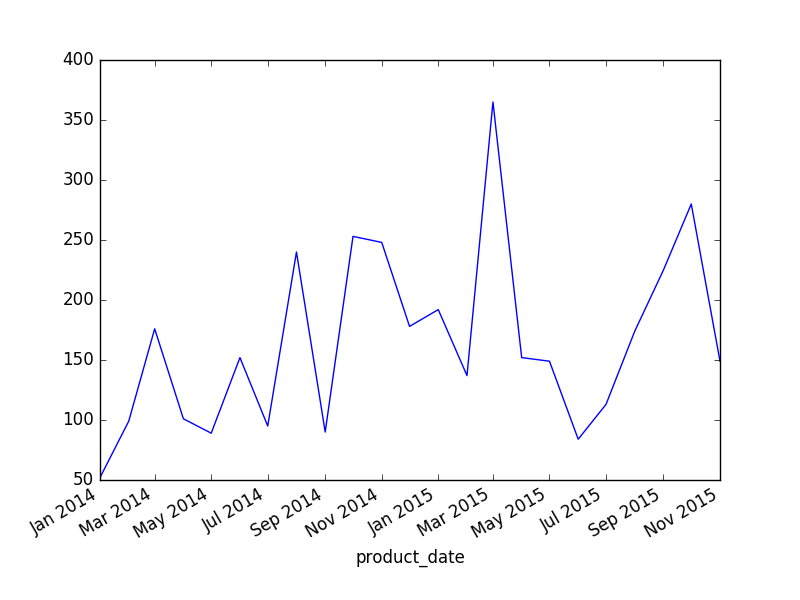 400
350
300
250
200
150
100
50
Jan 2014
Mar 2014
May 2014
Jul 2014
Sep 2014
Nov 2014
Jan 2015
Mar 2015
May 2015
Jul 2015
Sep 2015
Nov 2015
product_date